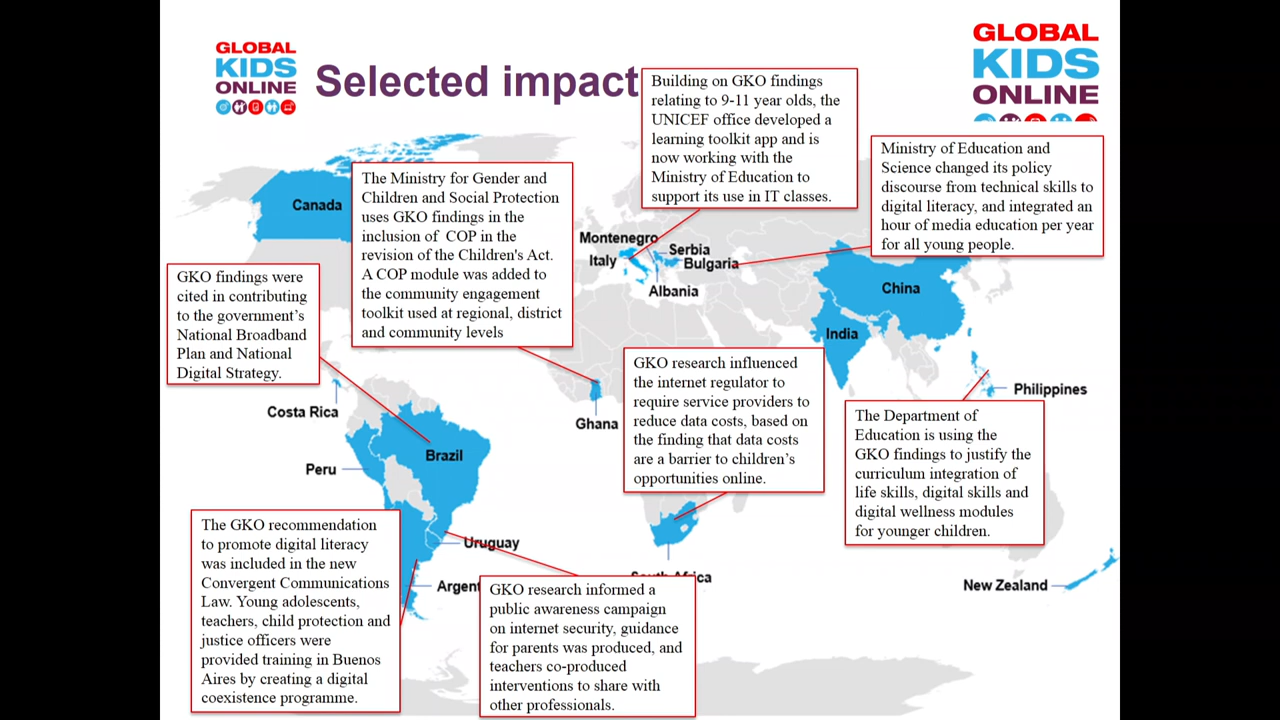 GLOBAL
KIDS
ONLINE
Selected impact
GLOBAL
KIDS
ONLINE
Building on GKO findings
relating to 9-11 year olds, the
UNICEF office developed a
learning toolkit app and is
now working with the
Ministry of Education to
support its use in IT classes.
Ministry of Education and
Science changed its policy
discourse from technical skills to
digital literacy, and integrated an
hour of media education per year
for all young people.
The Ministry for Gender and
Children and Social Protection
uses GKO findings in the
inclusion of COP in the
revision of the Children's Act.
A COP module was added to
the community engagement
toolkit used at regional, district
and community levels
Canada
Montenegro
Serbia
Italy
Bulgaria
Albania
China
India
GKO findings were
cited in contributing
to the government’s
National Broadband
Plan and National
Digital Strategy.
GKO research influenced
the internet regulator to
require service providers to
reduce data costs, based on
the finding that data costs
are a barrier to children’s
opportunities online.
Philippines
Costa Rica
Ghana
Brazil
Peru
The Department of
Education is using the
GKO findings to justify the
curriculum integration of
life skills, digital skills and
digital wellness modules
for younger children.
The GKO recommendation
to promote digital literacy
was included in the new
Convergent Communications
Law. Young adolescents,
teachers, child protection and
justice officers were
provided training in Buenos
Aires by creating a digital
coexistence programme.
Uruguay
Argent
South Africa
New Zealand
GKO research informed a
public awareness campaign
on internet security, guidance
for parents was produced, and
teachers co-produced
interventions to share with
other professionals.